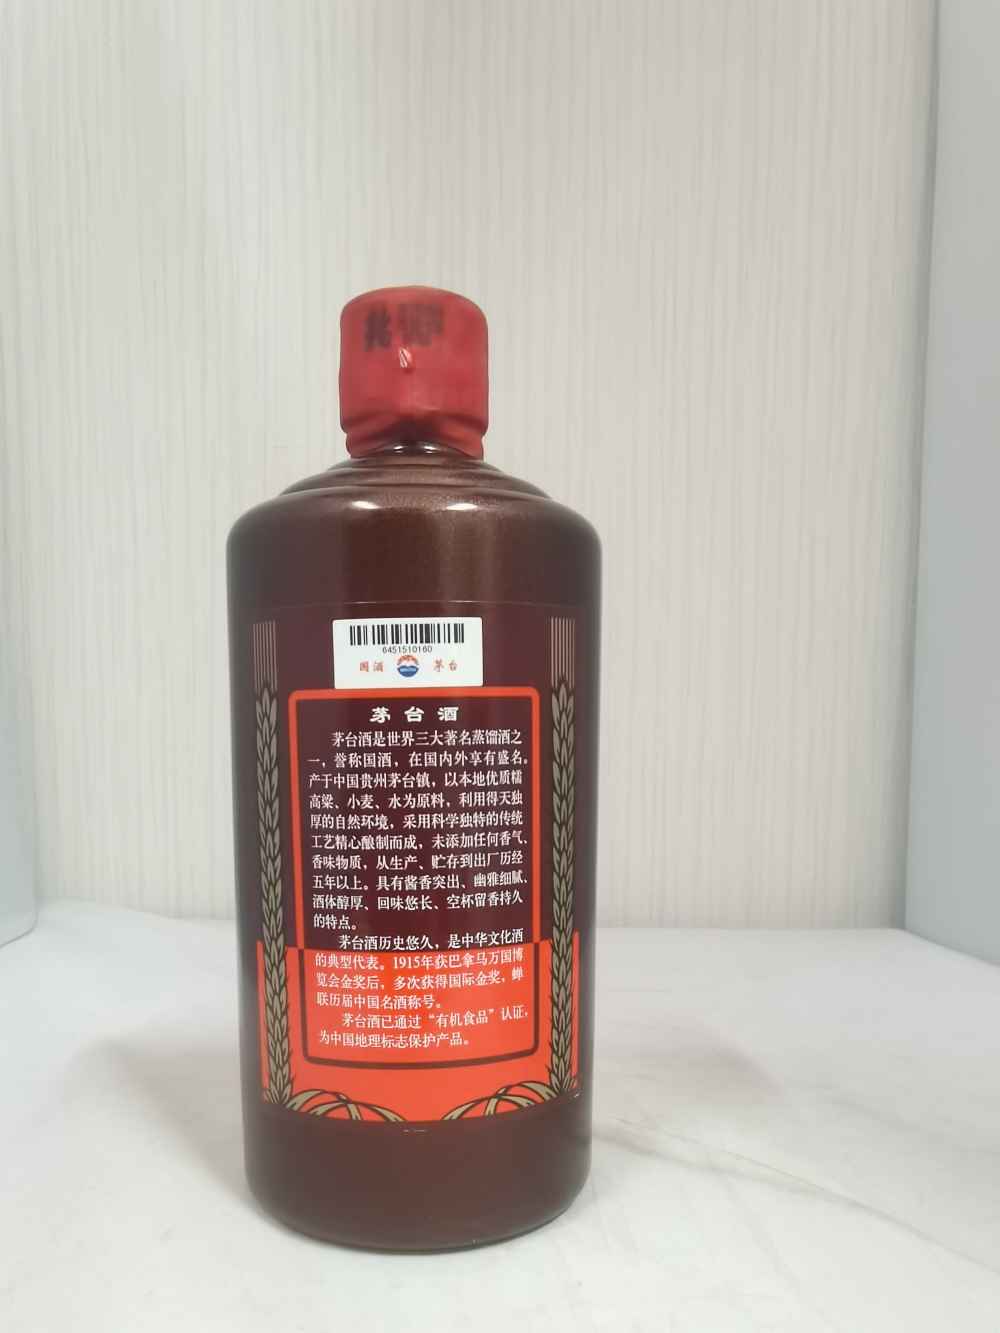 6451510160
国酒 茅台
茅台酒
茅台酒是世界三大著名蒸馏酒之
一，誉称国酒，在国内外享有盛名。
产于中国贵州茅台镇，以本地优质糯
高粱、小麦、水为原料，利用得天独
厚的自然环境，采用科学独特的传统
工艺精心酿制而成，未添加任何香气、
香味物质，从生产、贮存到出厂历经
五年以上。具有酱香突出、幽雅细腻、
酒体醇厚、回味悠长、空杯留香持久
的特点。
茅台酒历史悠久，是中华文化酒
的典型代表。1915年获巴拿马万国博
览会金奖后，多次获得国际金奖，蝉
联历届中国名酒称号。
茅台酒已通过“有机食品”认证，
为中国地理标志保护产品。